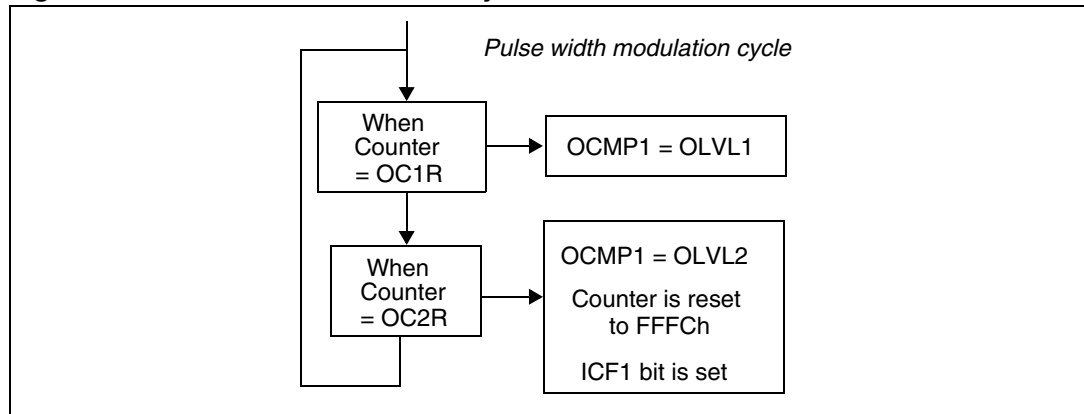 Pulse width modulation cycle
When
Counter
= OC1R
OCMP1 = OLVL1
When
Counter
= OC2R
OCMP1 = OLVL2
Counter is reset
to FFFCh
ICF1 bit is set